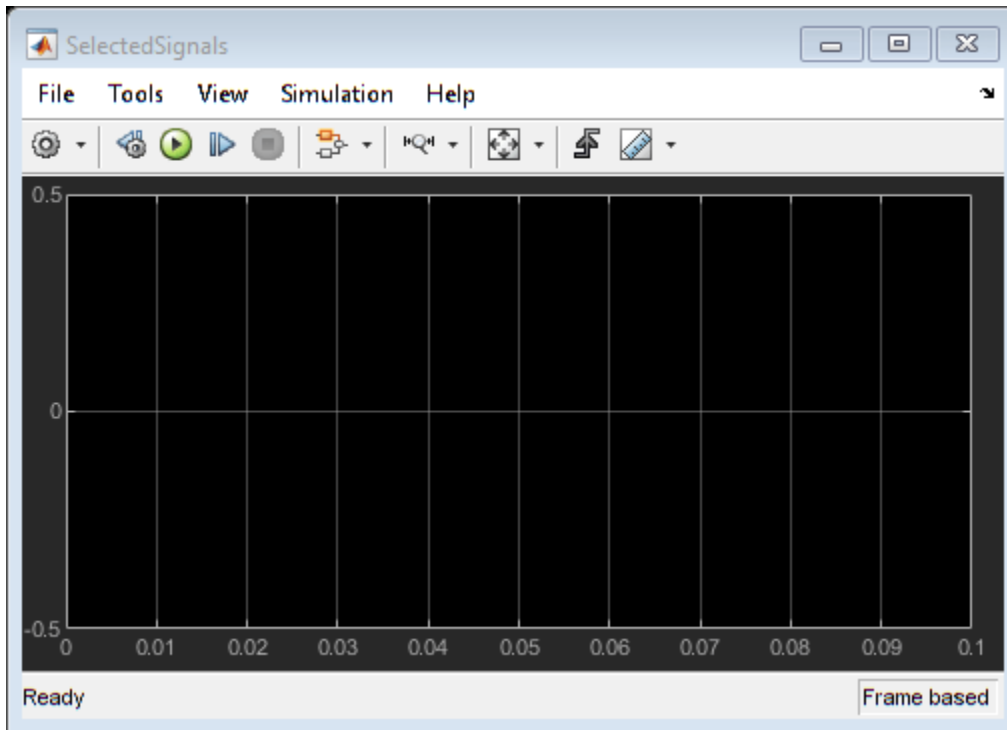 SelectedSignals
File Tools View Simulation Help
0.5
0
-0.5
0 0.01 0.02 0.03 0.04 0.05 0.06 0.07 0.08 0.09 0.1
Ready Frame based